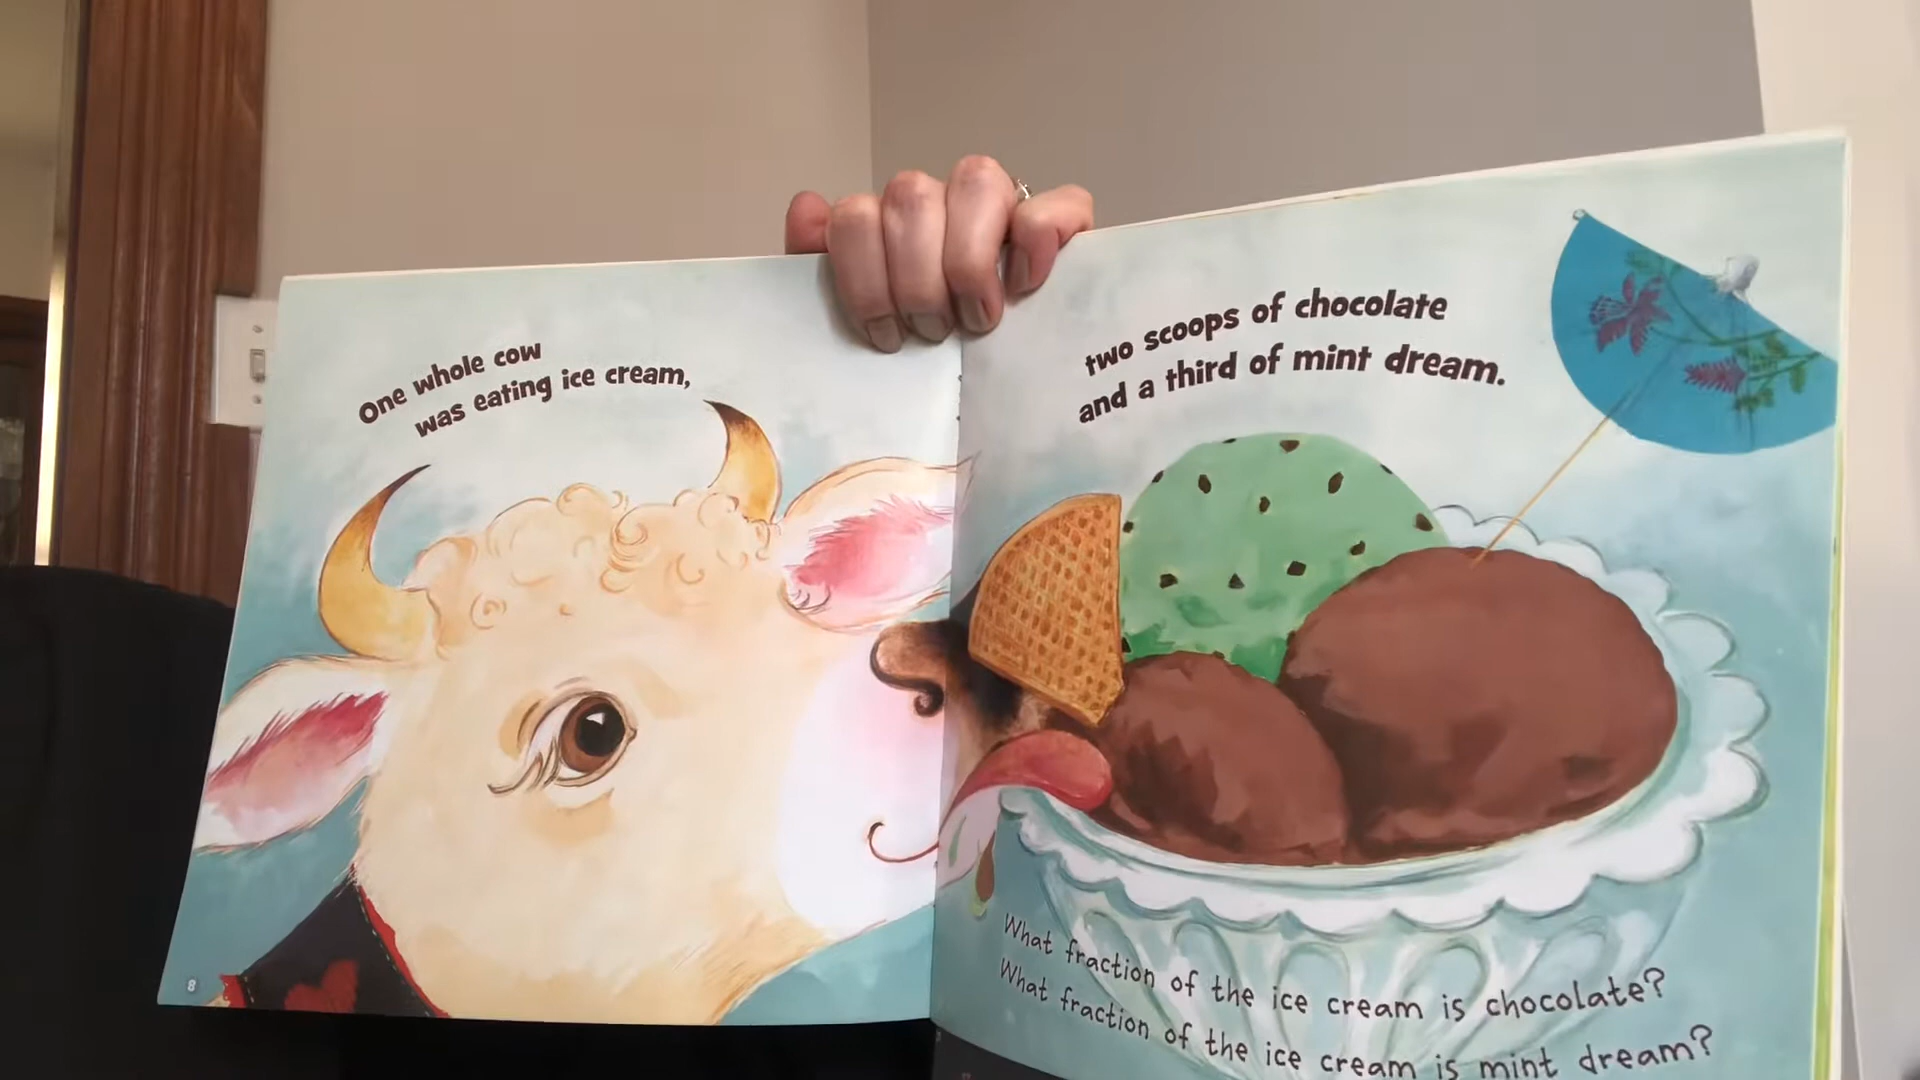 One whole cow
was eating ice cream,
8
two scoops of chocolate
and a third of mint dream.
What fraction of the ice cream is chocolate?
What fraction of the ice cream is mint dream?